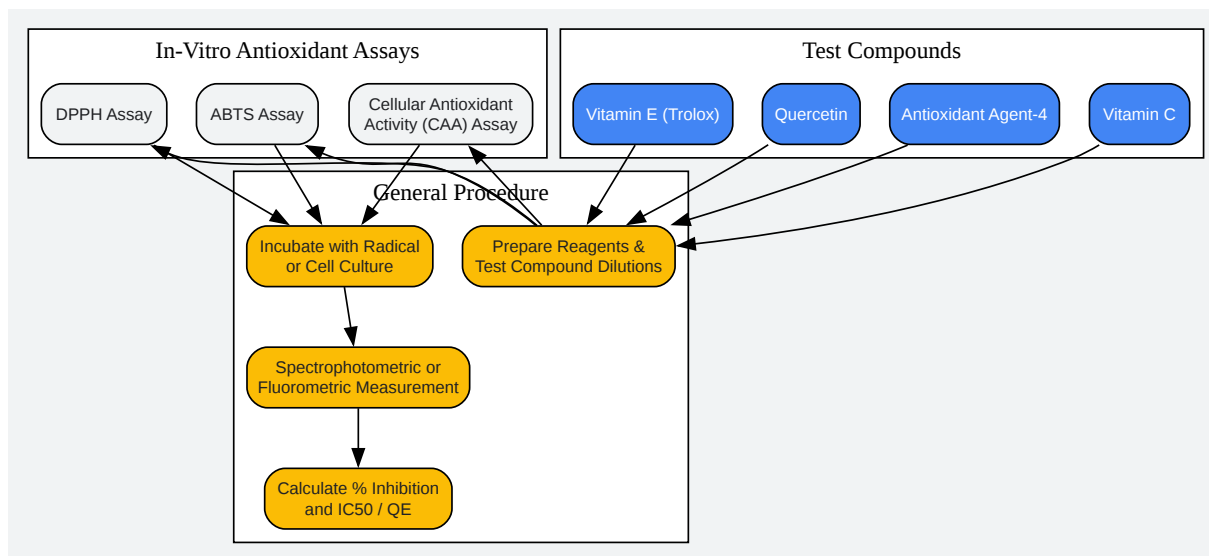 In-Vitro Antioxidant Assays
DPPH Assay
ABTS Assay
Cellular Antioxidant
Activity (CAA) Assay
Test Compounds
Vitamin E (Trolox)
Quercetin
Antioxidant Agent-4
Vitamin C
General Procedure
Incubate with Radical
or Cell Culture
Prepare Reagents &
Test Compound Dilutions
Spectrophotometric or
Fluorometric Measurement
Calculate % Inhibition
and IC50 / QE